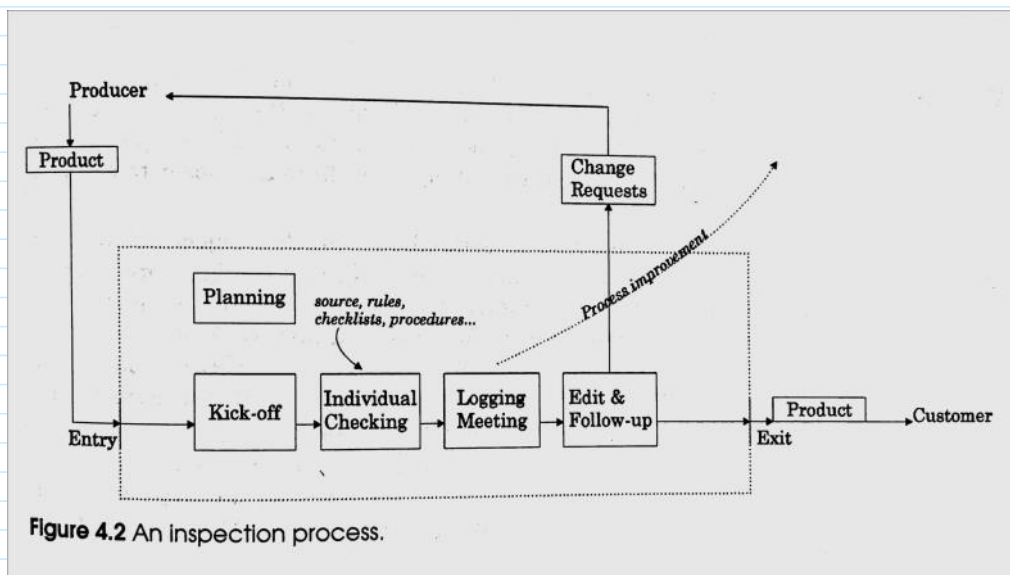 Producer
Product
Change
Requests
Process improvement
Planning
source, rules,
checklists, procedures...
Kick-off
Individual
Checking
Logging
Meeting
Edit &
Follow-up
Entry
Exit
Product
Customer
Figure 4.2 An inspection process.